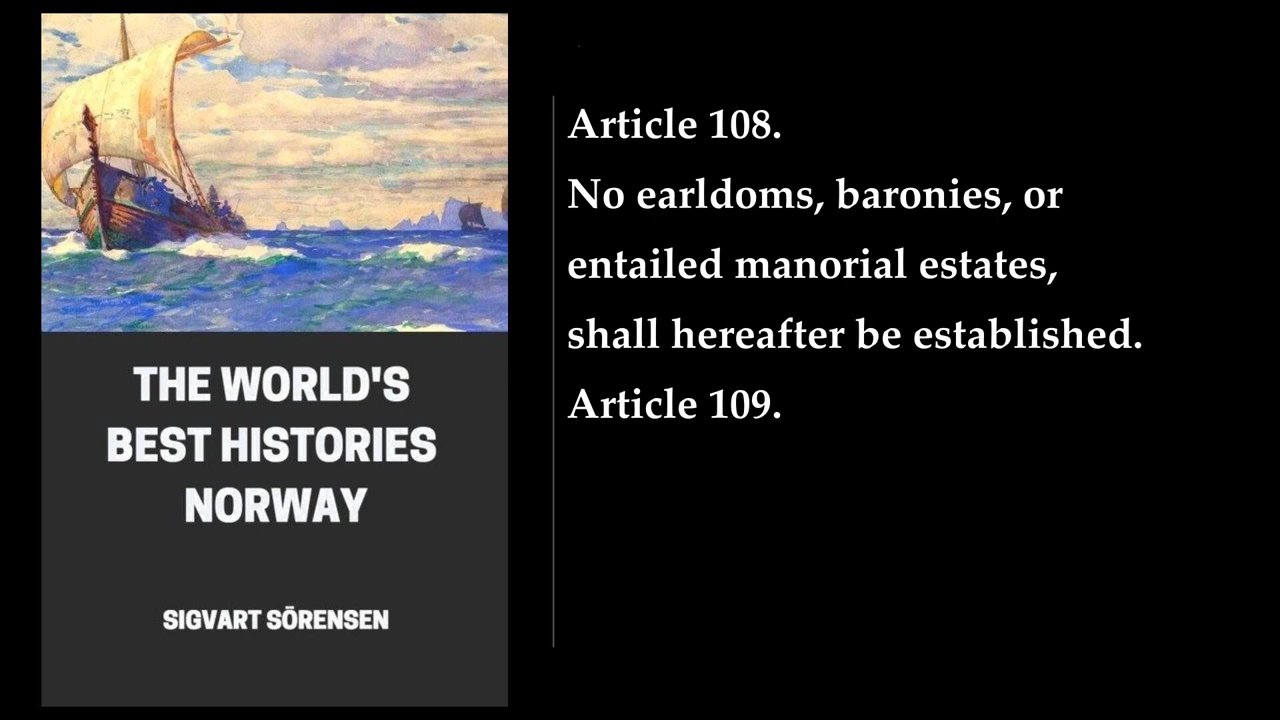 THE WORLD'S
BEST HISTORIES
NORWAY
SIGVART SÖRENSEN
Article 108.
No earldoms, baronies, or
entailed manorial estates,
shall hereafter be established.
Article 109.